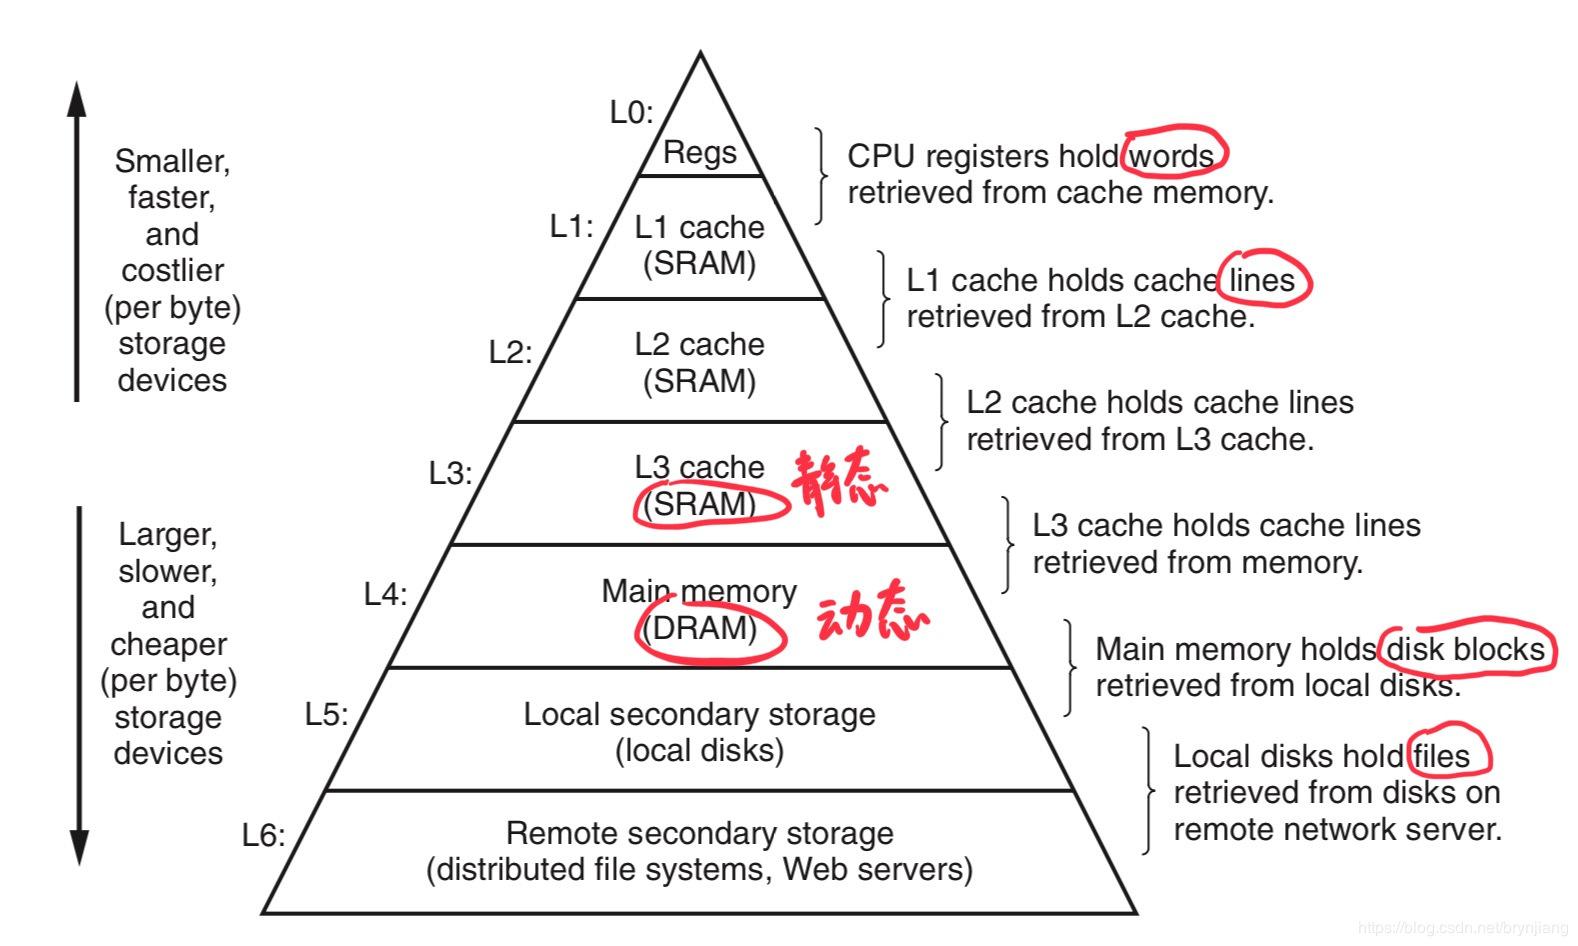 L0:
Regs
CPU registers hold words
retrieved from cache memory.
Smaller,
faster,
and
costlier
(per byte)
storage
devices
L1:
L1 cache
(SRAM)
L1 cache holds cache lines
retrieved from L2 cache.
L2:
L2 cache
(SRAM)
L2 cache holds cache lines
retrieved from L3 cache.
L3:
L3 cache
(SRAM)
静态
L3 cache holds cache lines
retrieved from memory.
Larger,
slower,
and
cheaper
(per byte)
storage
devices
L4:
Main memory
(DRAM)
动态
Main memory holds disk blocks
retrieved from local disks.
L5:
Local secondary storage
(local disks)
Local disks hold files
retrieved from disks on
remote network server.
L6:
Remote secondary storage
(distributed file systems, Web servers)
https://blog.csdn.net/brynjiang